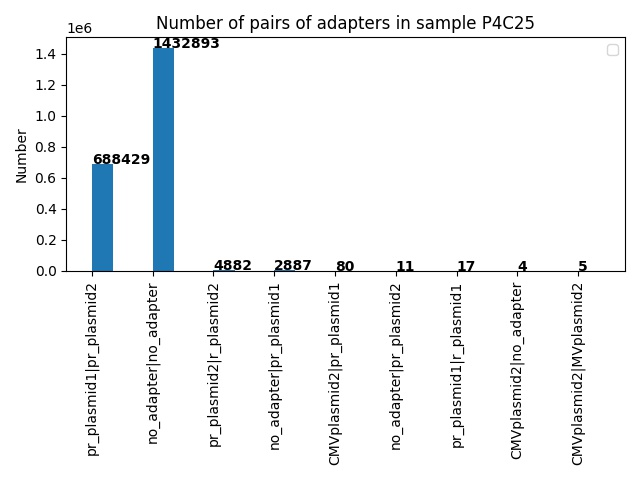 Number of pairs of adapters in sample P4C25
1e6
Number
1.4
1.2
1.0
0.8
0.6
0.4
0.2
0.0
688429
1432893
4882
2887
80
11
17
4
5
pr_plasmid1|pr_plasmid2
no_adapter|no_adapter
pr_plasmid2|r_plasmid2
no_adapter|pr_plasmid1
CMVplasmid2|pr_plasmid1
no_adapter|pr_plasmid2
pr_plasmid1|r_plasmid1
CMVplasmid2|no_adapter
CMVplasmid2|MVplasmid2